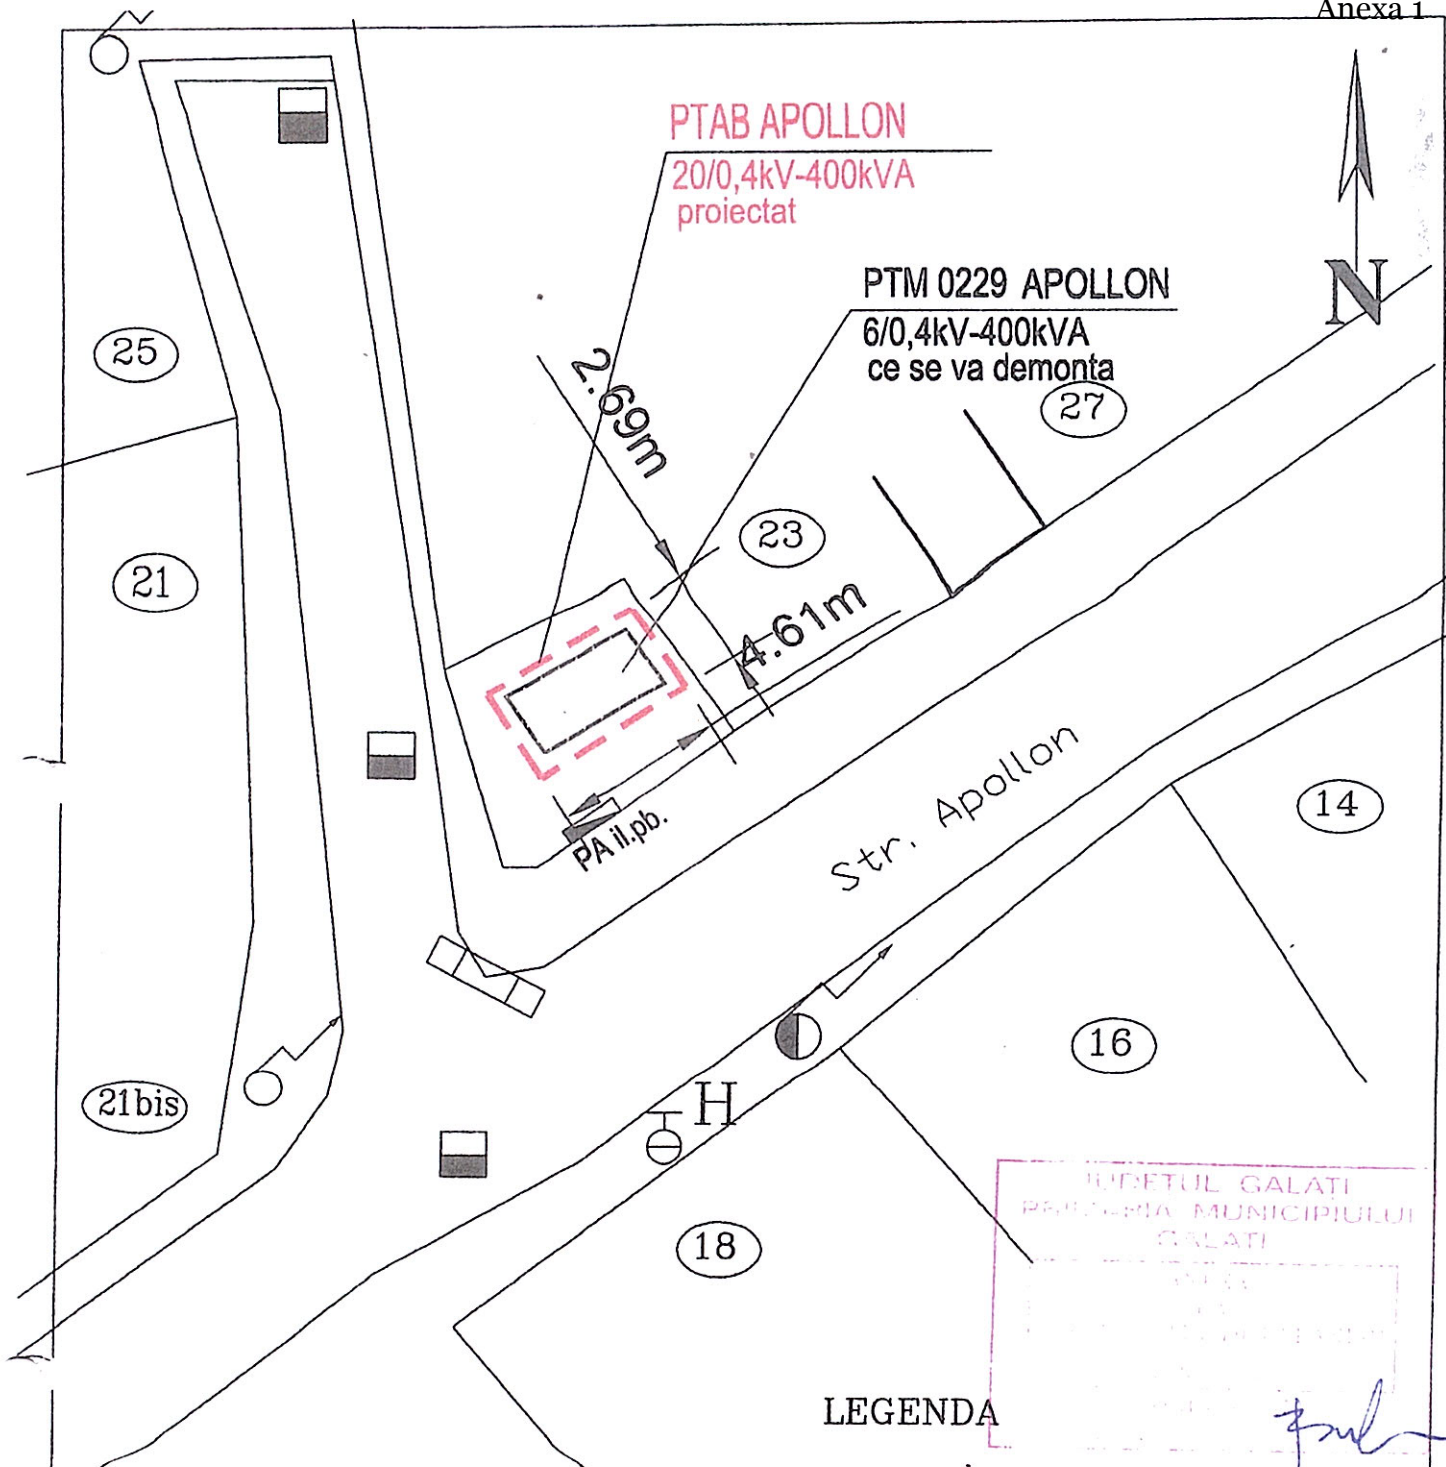 Anexa 1
PTAB APOLLON
20/0,4kV-400kVA
proiectat
N
PTM 0229 APOLLON
6/0,4kV-400kVA
ce se va demonta
2.69m
25
27
23
21
4.61m
Str. Apollon
14
PA il.pb.
16
21bis
H
18
JUDETUL GALAȚI
MUNICIPIULUI
GALAȚI
LEGENDA